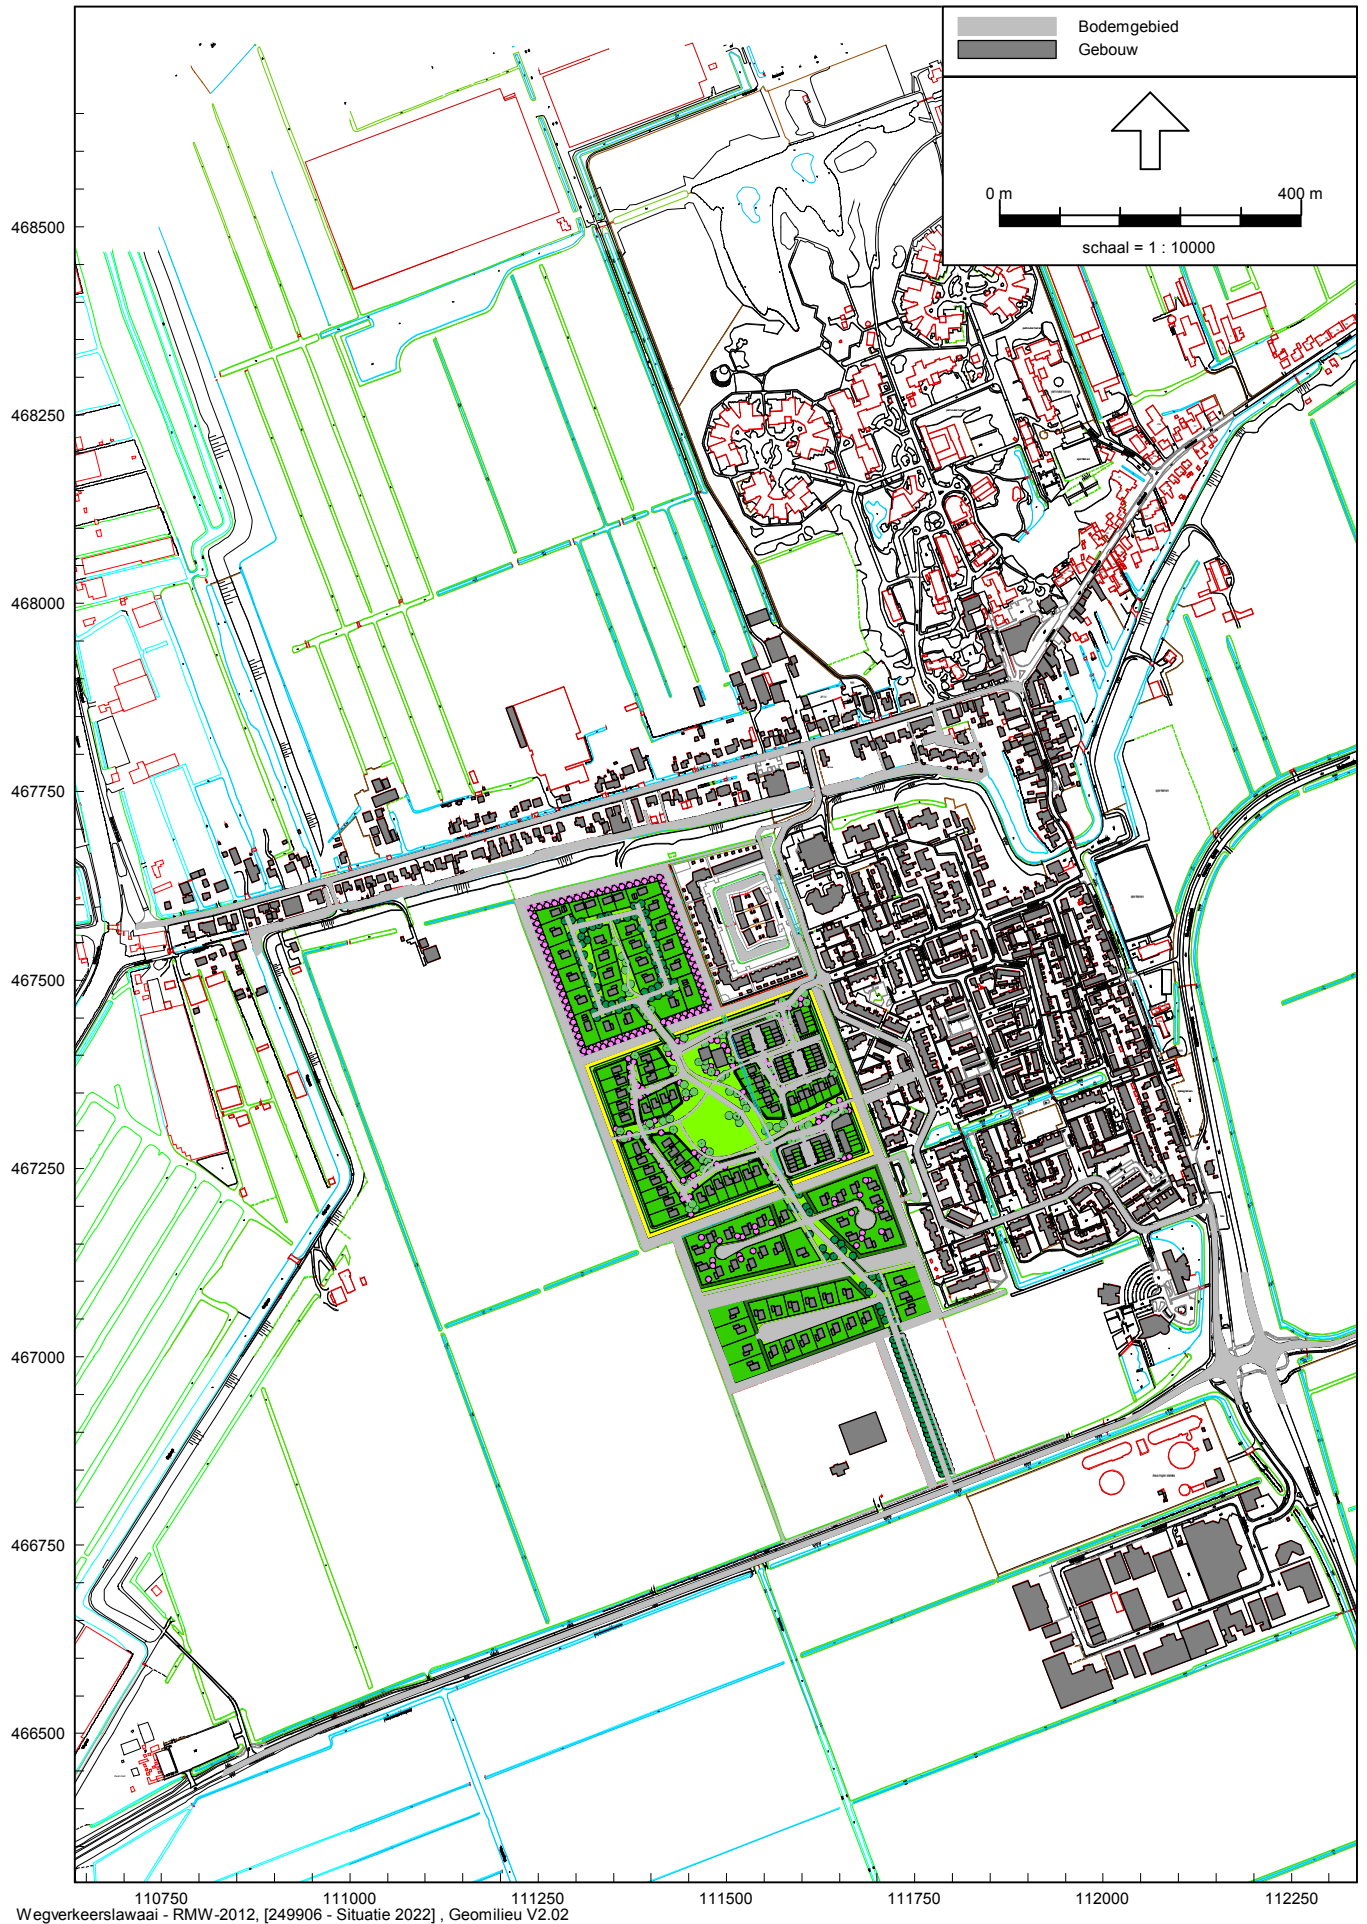 Bodemgebied
Gebouw
0 m 400 m
schaal = 1 : 10000
468500
468250
468000
467750
467500
467250
467000
466750
466500
110750 111000 111250 111500 111750 112000 112250
Wegverkeerslawaai - RMW-2012, [249906 - Situatie 2022] , Geomilieu V2.02